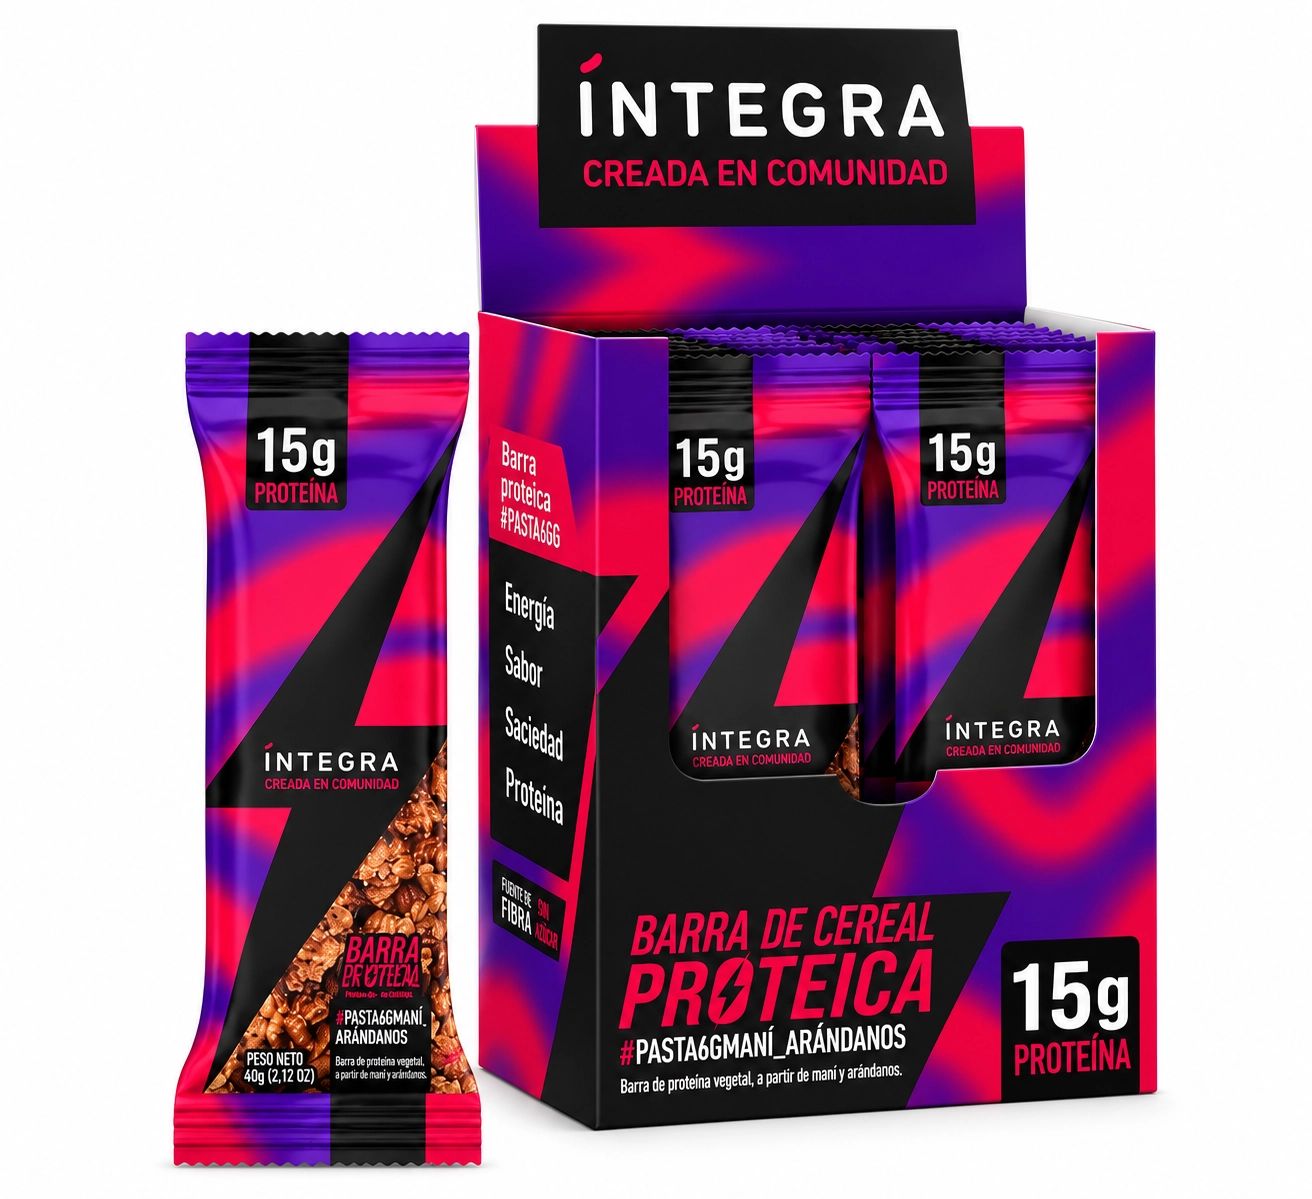 ÍNTEGRA
CREADA EN COMUNIDAD
15g
PROTEÍNA
ÍNTEGRA
CREADA EN COMUNIDAD
BARRA
#PASTA6GMANÍ_
ARÁNDANOS
Barra de proteína vegetal,
a partir de maní y arándanos.
PESO NETO
40g (2,12 OZ)
Barra
proteica
#PASTA6GG
Energía
Sabor
Saciedad
Proteína
FUENTE DE
FIBRA
SIN
AZÚCAR
15g
PROTEÍNA
ÍNTEGRA
CREADA EN COMUNIDAD
15g
PROTEÍNA
ÍNTEGRA
CREADA EN COMUNIDAD
BARRA DE CEREAL
PROTEICA
#PASTA6GMANÍ_ARÁNDANOS
Barra de proteína vegetal, a partir de maní y arándanos.
15g
PROTEÍNA